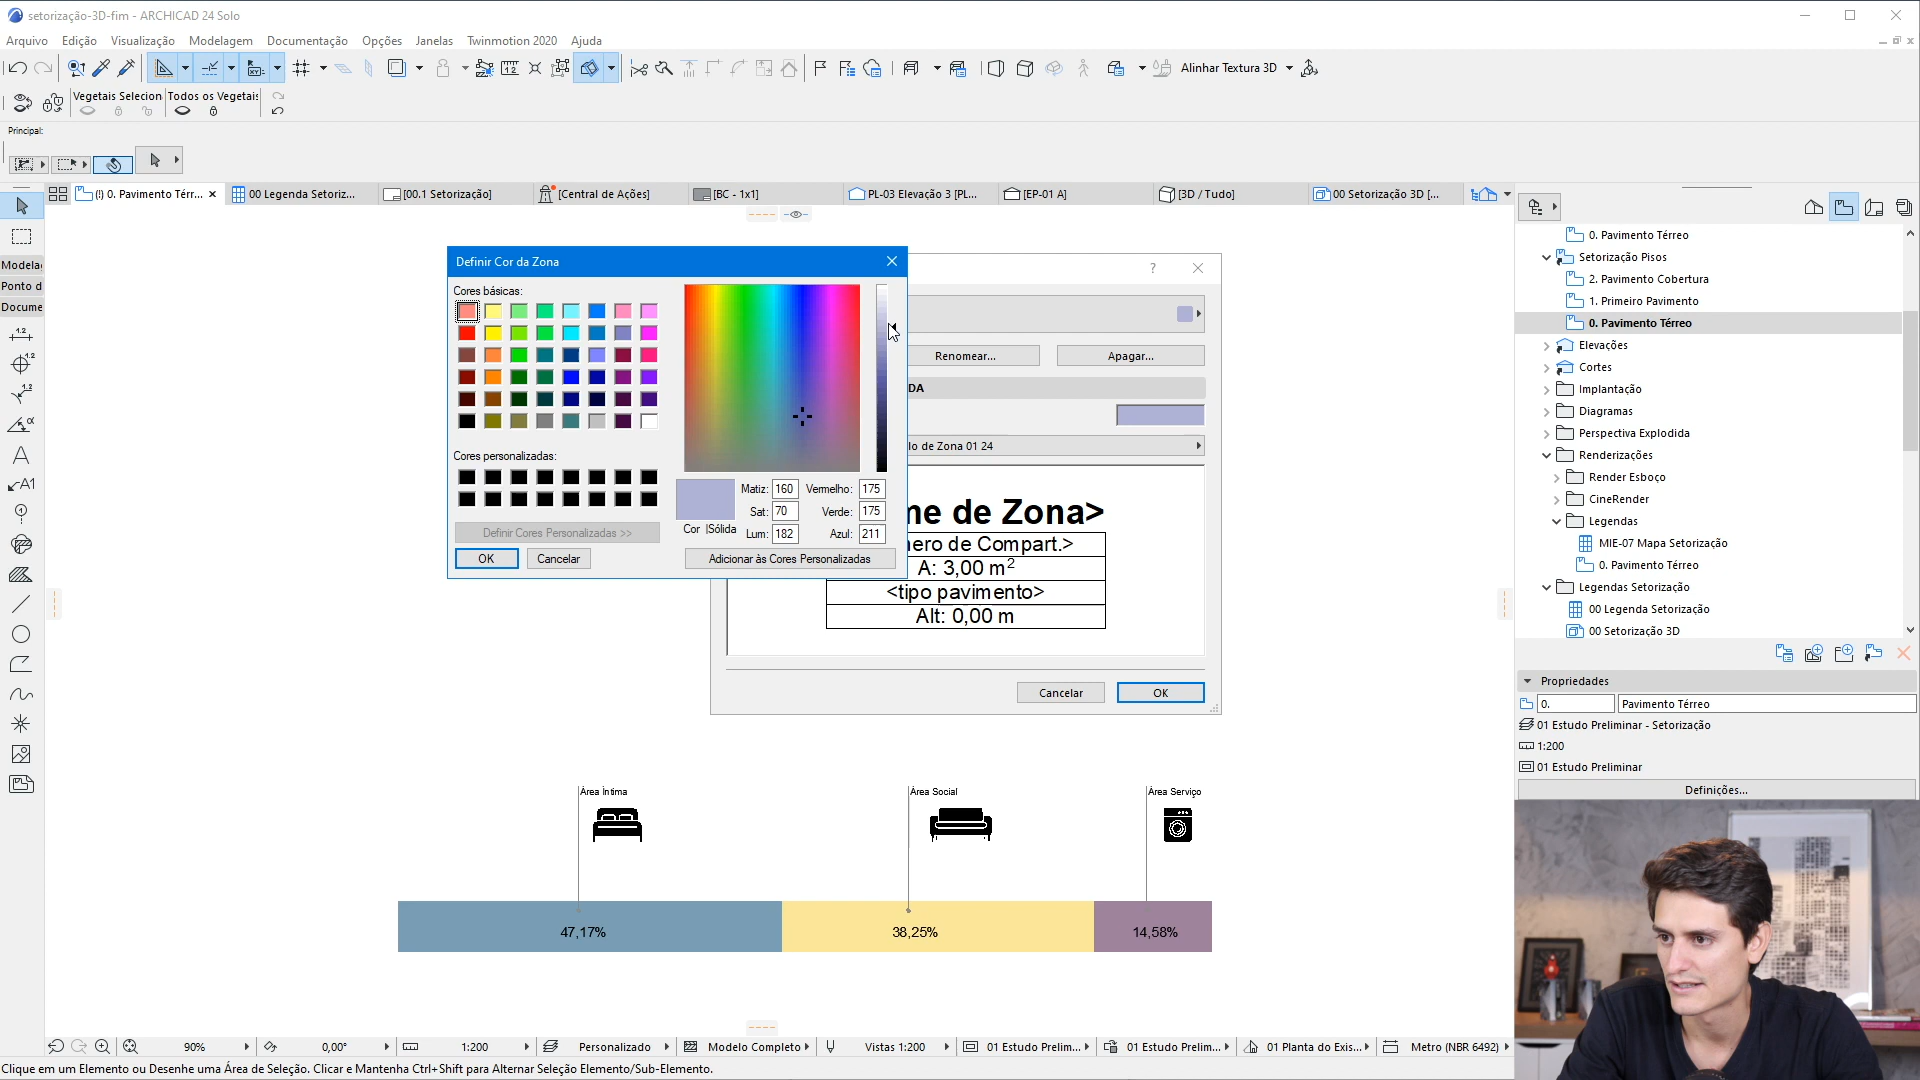 setorização-3D-fim - ARCHICAD 24 Solo
Arquivo Edição Visualização Modelagem Documentação Opções Janelas Twinmotion 2020 Ajuda
Alinhar Textura 3D
Vegetais Selecion Todos os Vegetais
Principal:
(!) 0. Pavimento Térr... 00 Legenda Setoriz... [00.1 Setorização] [Central de Ações] [BC - 1x1] PL-03 Elevação 3 [PL... [EP-01 A] [3D / Tudo] 00 Setorização 3D [...
Modela
Ponto d
Docume
Definir Cor da Zona
Cores básicas:
Cores personalizadas:
Definir Cores Personalizadas >>
OK
Cancelar
Cor |Sólida
Matiz: 160
Sat: 70
Lum: 182
Vermelho: 175
Verde: 175
Azul: 211
Adicionar às Cores Personalizadas
?
Renomear...
Apagar...
DA
lo de Zona 01 24
me de Zona>
nero de Compart.>
A: 3,00 m2
<tipo pavimento>
Alt: 0,00 m
Cancelar
OK
Área Íntima
Área Social
Área Serviço
47,17%
38,25%
14,58%
0. Pavimento Térreo
Setorização Pisos
2. Pavimento Cobertura
1. Primeiro Pavimento
0. Pavimento Térreo
Elevações
Cortes
Implantação
Diagramas
Perspectiva Explodida
Renderizações
Render Esboço
CineRender
Legendas
MIE-07 Mapa Setorização
0. Pavimento Térreo
Legendas Setorização
00 Legenda Setorização
00 Setorização 3D
Propriedades
0. Pavimento Térreo
01 Estudo Preliminar - Setorização
1:200
01 Estudo Preliminar
Definições...
90% 0,00° 1:200 Personalizado Modelo Completo Vistas 1:200 01 Estudo Prelim... 01 Estudo Prelim... 01 Planta do Exis... Metro (NBR 6492)
Clique em um Elemento ou Desenhe uma Área de Seleção. Clicar e Mantenha Ctrl+Shift para Alternar Seleção Elemento/Sub-Elemento.